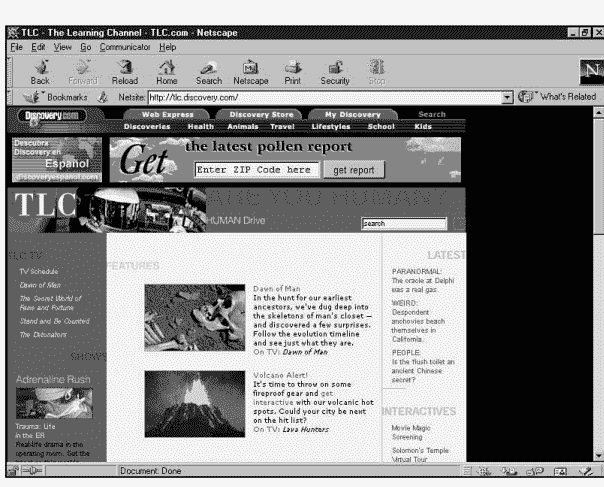 TLC - The Learning Channel - TLC.com - Netscape
File Edit View Go Communicator Help
Back Forward Reload Home Search Netscape Print Security Stop
N
Bookmarks Netsite: http://tlc.discovery.com/ What's Related
Discovery.com Web Express Discovery Store My Discovery Search
Discoveries Health Animals Travel Lifestyles School Kids
Descubra
Discovery en
Espanol
discoveryespanol.com
Get the latest pollen report
Enter ZIP Code here get report
TLC
ARE YOU HUMAN?
HUMAN Drive
search
TLC TV
TV Schedule
Dawn of Man
The Secret World of
Fame and Fortune
Stand and Be Counted
The Detonators
SHOWS
Adrenaline Rush
Trauma: Life
in the ER
Real-life drama in the
operating room. Get the
FEATURES
Dawn of Man
In the hunt for our earliest
ancestors, we've dug deep into
the skeletons of man's closet —
and discovered a few surprises.
Follow the evolution timeline
and see just what they are.
On TV: Dawn of Man
Volcano Alert!
It's time to throw on some
fireproof gear and get
interactive with our volcanic hot
spots. Could your city be next
on the hit list?
On TV: Lava Hunters
LATEST
PARANORMAL:
The oracle at Delphi
was a real gas.
WEIRD:
Despondent
anchovies beach
themselves in
California.
PEOPLE:
Is the flush toilet an
ancient Chinese
secret?
INTERACTIVES
Movie Magic
Screening
Solomon's Temple
Virtual Tour
Document: Done